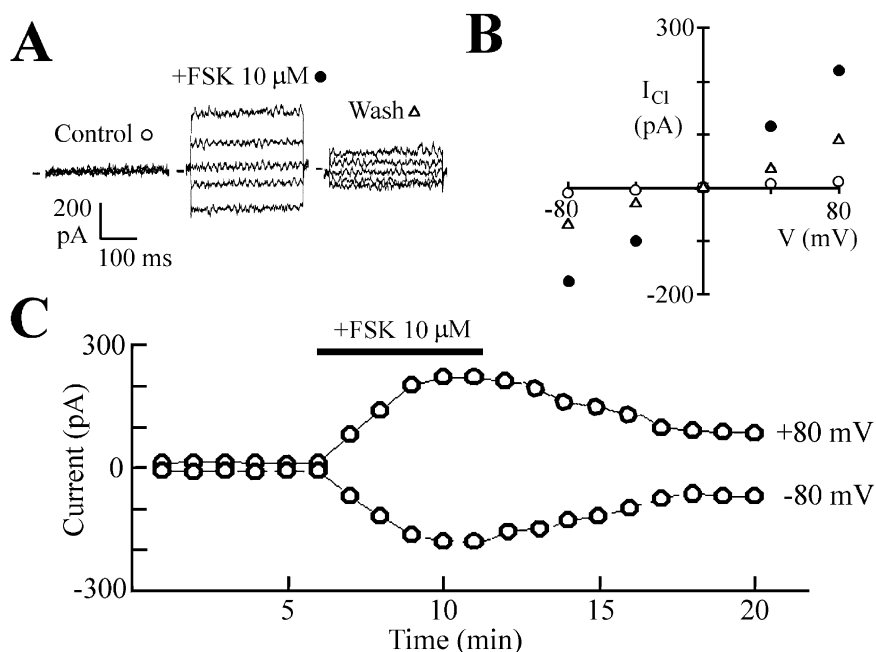 A
+FSK 10 μM
Control
Wash
200
pA
100 ms
B
300
I_Cl
(pA)
-80
80
V (mV)
-200
C
+FSK 10 μM
300
0
-300
Current (pA)
+80 mV
-80 mV
5
10
15
20
Time (min)